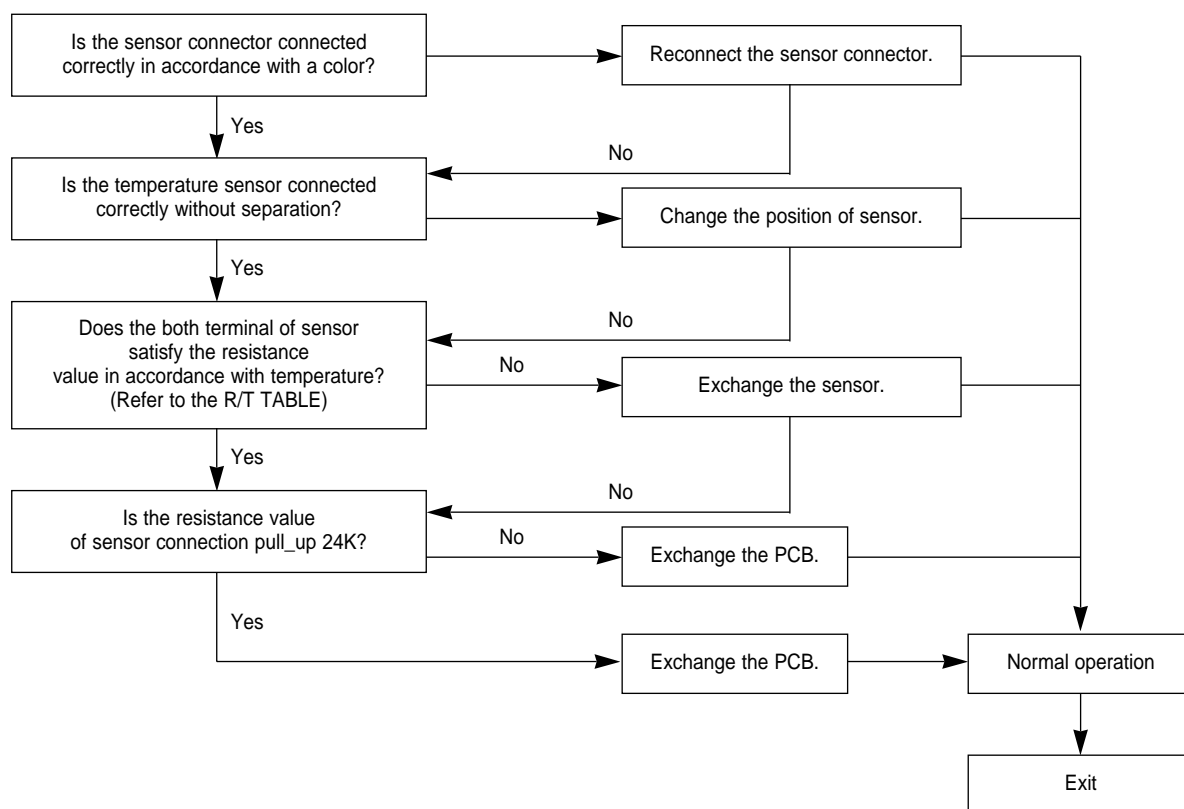 Is the sensor connector connected
correctly in accordance with a color?
Reconnect the sensor connector.
Yes
No
Is the temperature sensor connected
correctly without separation?
Change the position of sensor.
Yes
No
Does the both terminal of sensor
satisfy the resistance
value in accordance with temperature?
(Refer to the R/T TABLE)
No
Exchange the sensor.
Yes
No
Is the resistance value
of sensor connection pull_up 24K?
No
Exchange the PCB.
Yes
Exchange the PCB.
Normal operation
Exit